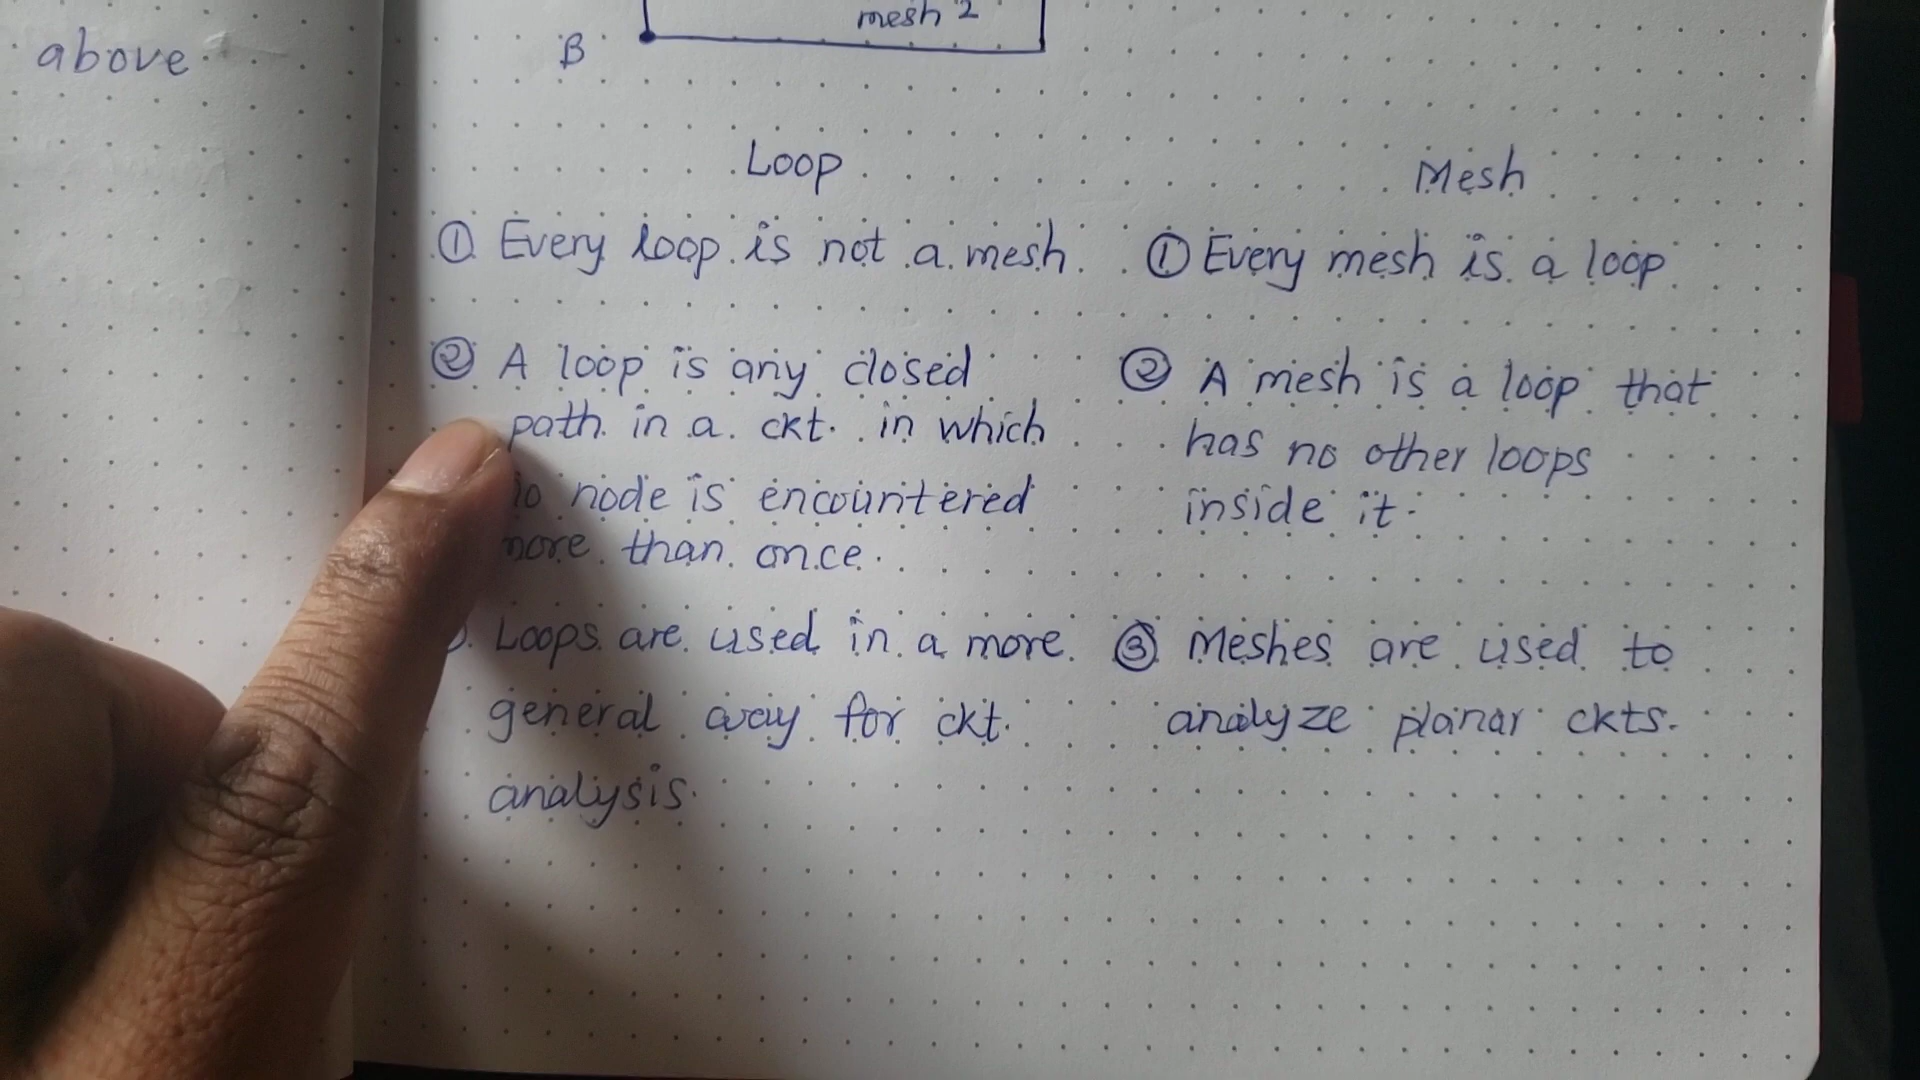 above
mesh 2
B
Loop
Mesh
① Every loop is not a mesh.
① Every mesh is a loop
② A loop is any closed
path in a ckt. in which
node is encountered
more than once.
② A mesh is a loop that
has no other loops
inside it.
Loops are used in a more
general way for ckt.
analysis.
③ Meshes are used to
analyze planar ckts.